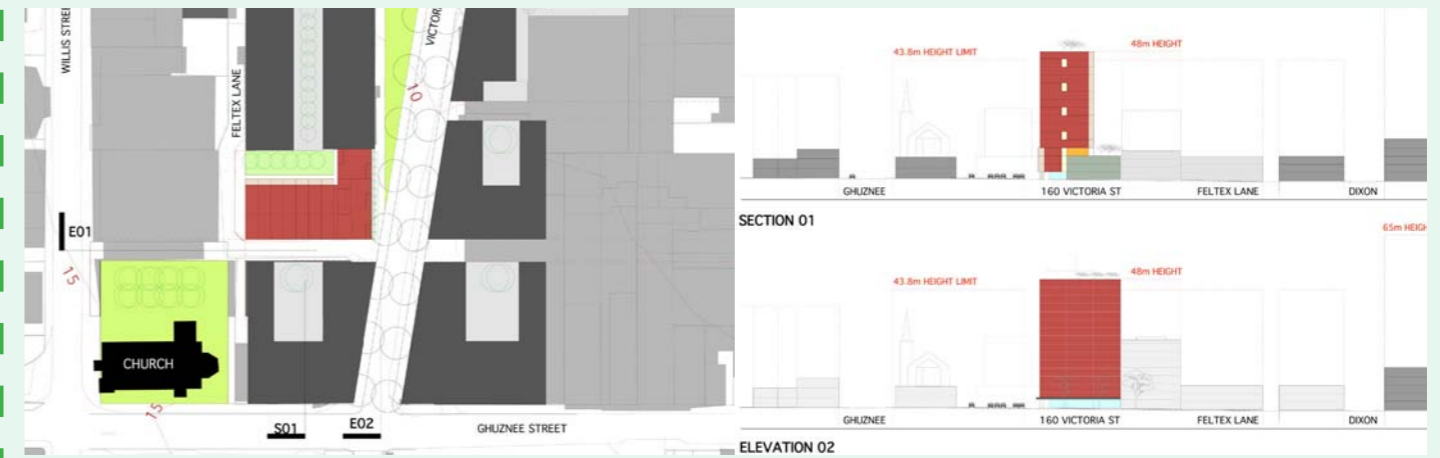 WILLIS STREE
FELTEX LANE
VICTOR
10
E01
15
CHURCH
15
S01
E02
GHUZNEE STREET
43.8m HEIGHT LIMIT
48m HEIGHT
GHUZNEE
160 VICTORIA ST
FELTEX LANE
DIXON
SECTION 01
65m HEIGH
43.8m HEIGHT LIMIT
48m HEIGHT
GHUZNEE
160 VICTORIA ST
FELTEX LANE
DIXON
ELEVATION 02